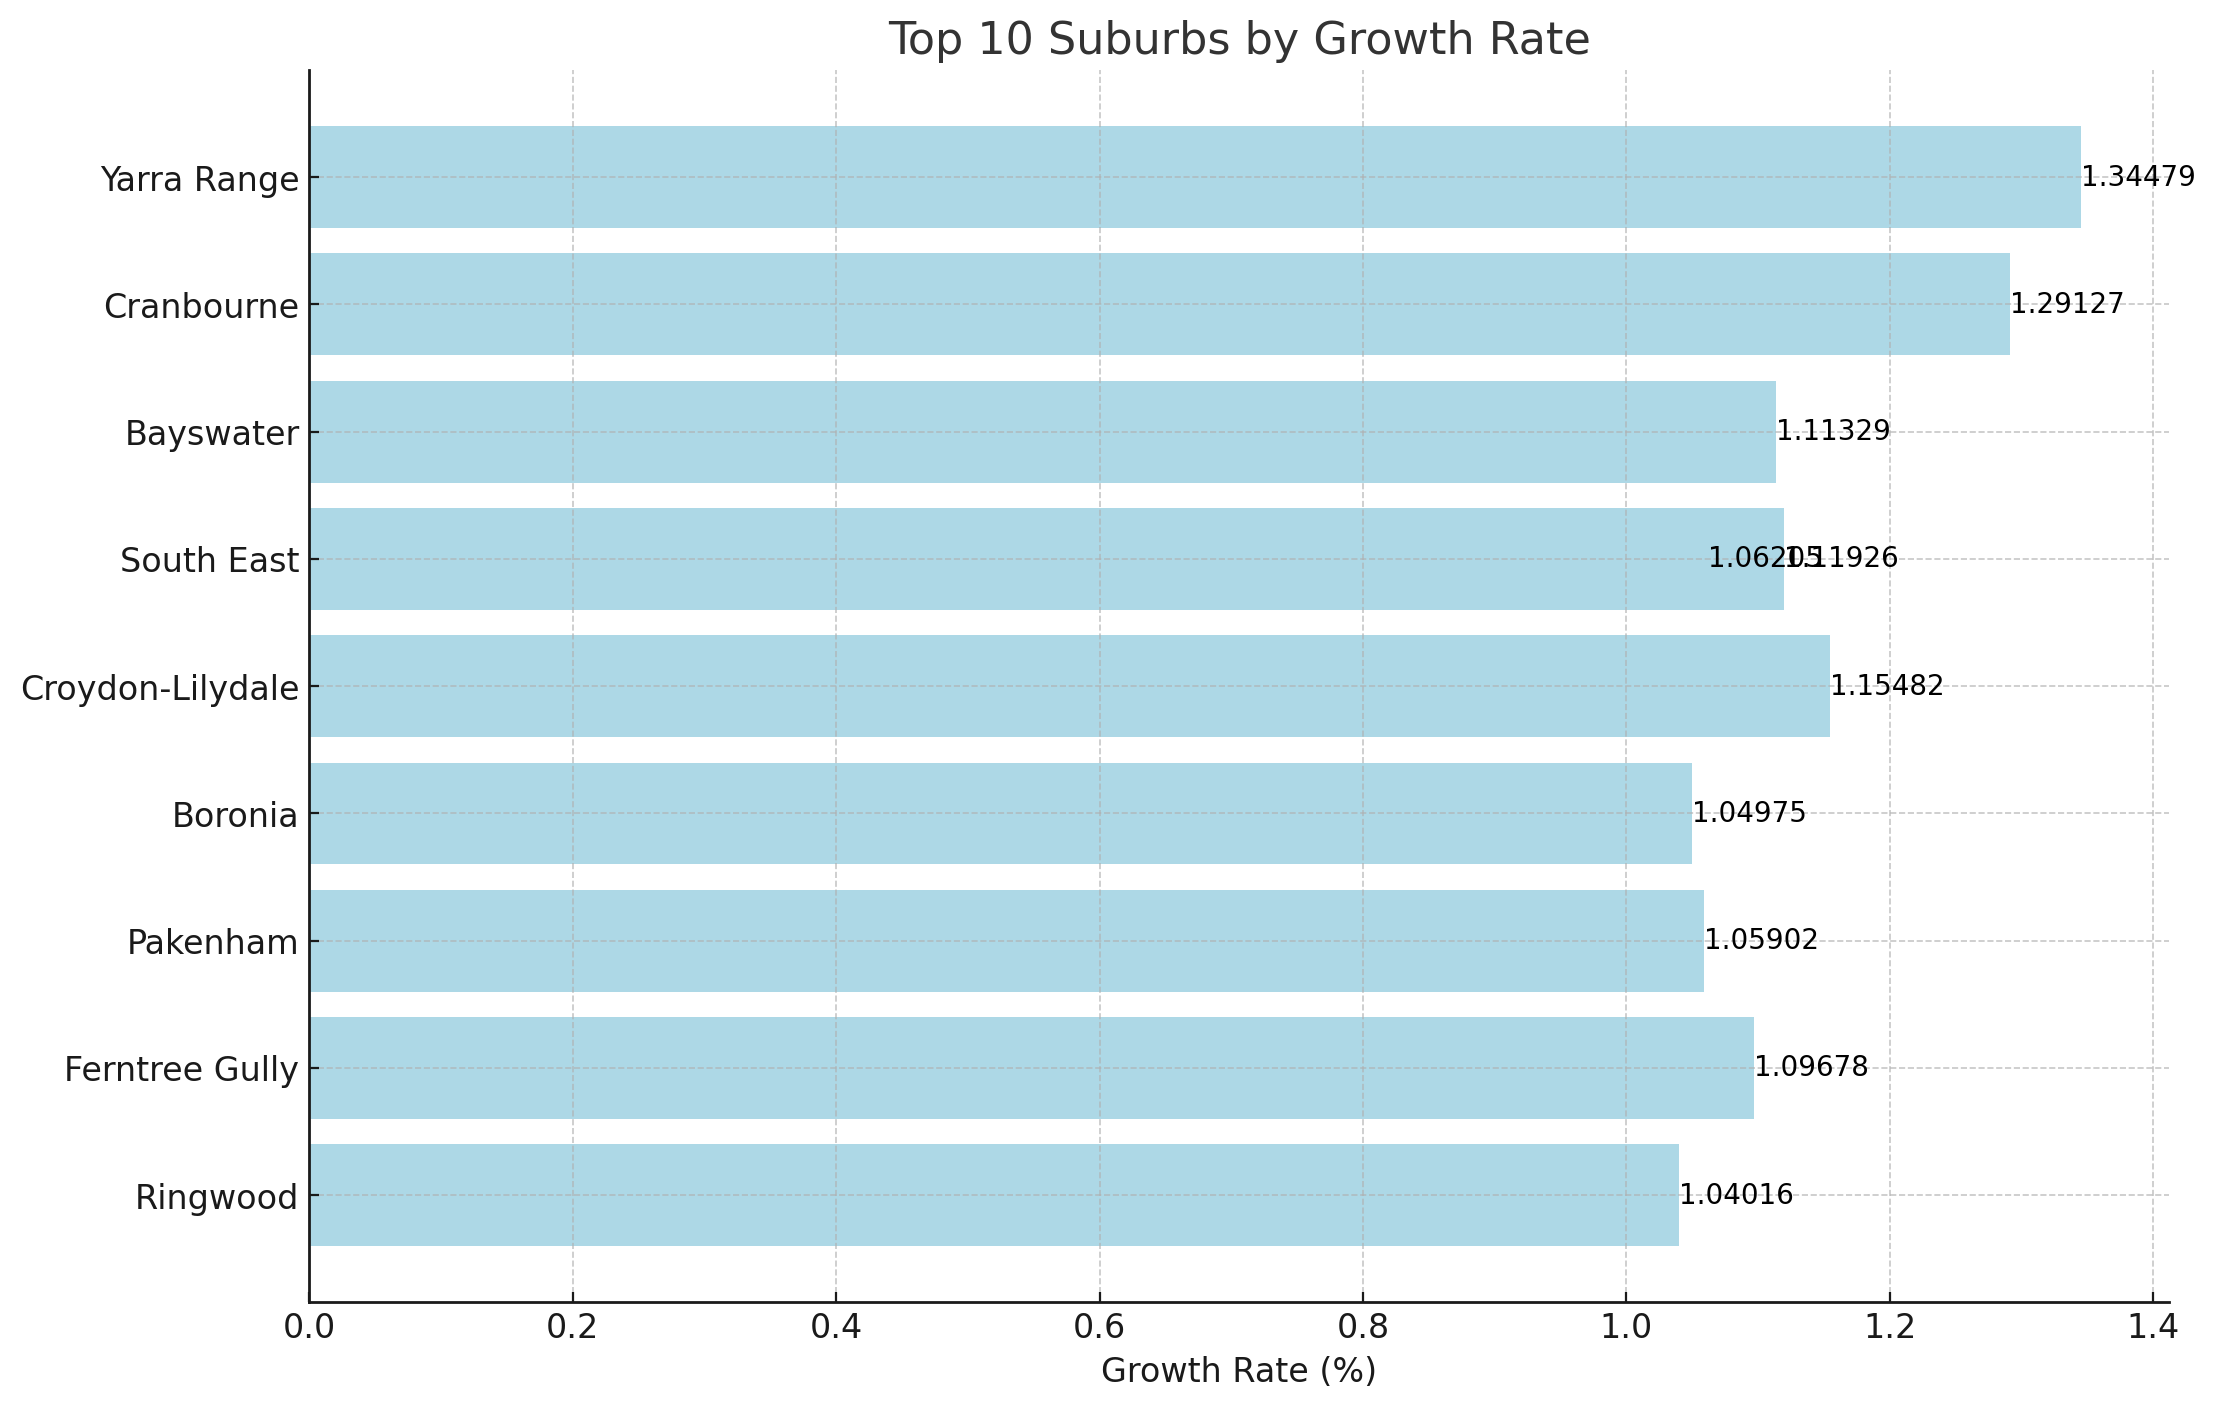 Top 10 Suburbs by Growth Rate
Yarra Range 1.34479
Cranbourne 1.29127
Bayswater 1.11329
South East 1.06205 1.11926
Croydon-Lilydale 1.15482
Boronia 1.04975
Pakenham 1.05902
Ferntree Gully 1.09678
Ringwood 1.04016
0.0 0.2 0.4 0.6 0.8 1.0 1.2 1.4
Growth Rate (%)